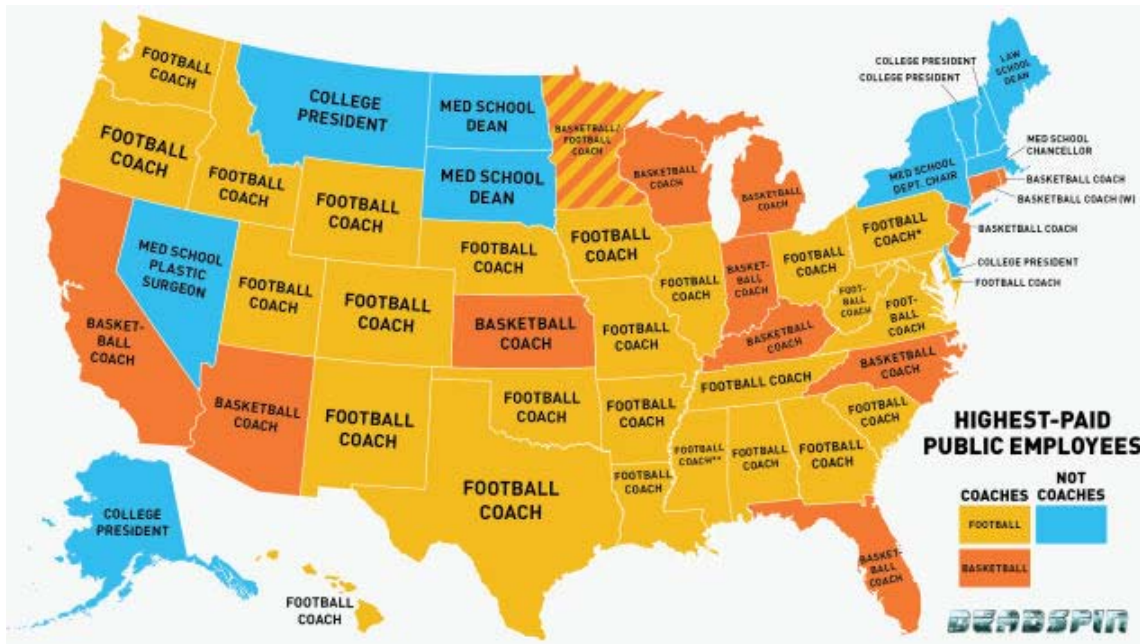 FOOTBALL
COACH
FOOTBALL
COACH
FOOTBALL
COACH
COLLEGE
PRESIDENT
MED SCHOOL
DEAN
MED SCHOOL
DEAN
BASKETBALL/
FOOTBALL
COACH
BASKETBALL
COACH
BASKETBALL
COACH
COLLEGE PRESIDENT
COLLEGE PRESIDENT
LAW
SCHOOL
DEAN
MED SCHOOL
CHANCELLOR
MED SCHOOL
DEPT. CHAIR
BASKETBALL COACH
BASKETBALL COACH (W)
BASKETBALL COACH
COLLEGE PRESIDENT
FOOTBALL COACH
FOOTBALL
COACH
FOOTBALL
COACH
FOOTBALL
COACH
FOOTBALL
COACH
BASKET-
BALL
COACH
FOOTBALL
COACH
FOOTBALL
COACH*
FOOT-
BALL
COACH
FOOT-
BALL
COACH
MED SCHOOL
PLASTIC
SURGEON
FOOTBALL
COACH
FOOTBALL
COACH
BASKETBALL
COACH
FOOTBALL
COACH
BASKETBALL
COACH
BASKETBALL
COACH
BASKET-
BALL
COACH
BASKETBALL
COACH
FOOTBALL
COACH
FOOTBALL
COACH
FOOTBALL
COACH
FOOTBALL COACH
FOOTBALL
COACH
FOOTBALL
COACH
FOOTBALL
COACH
FOOTBALL
COACH**
FOOTBALL
COACH
FOOTBALL
COACH
BASKET-
BALL
COACH
COLLEGE
PRESIDENT
FOOTBALL
COACH
HIGHEST-PAID
PUBLIC EMPLOYEES
COACHES
NOT
COACHES
FOOTBALL
BASKETBALL
DEADSPIN